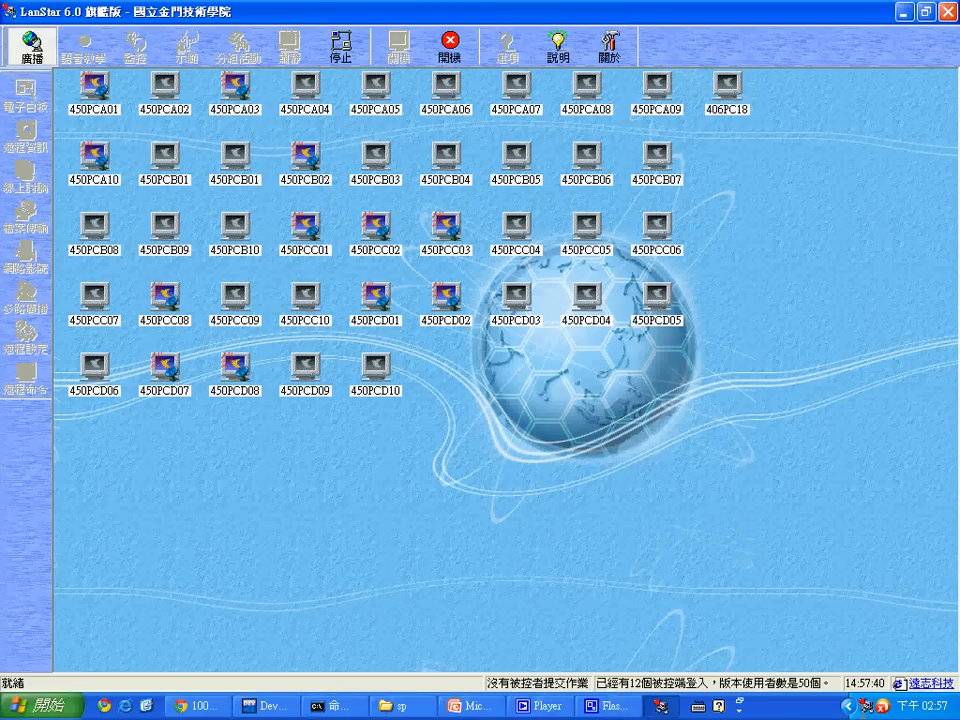 LanStar 6.0 旗艦版 - 國立金門技術學院
廣播 語音教學 監控 示範 分組活動 肅靜 停止 關機 開機 選項 說明 關於
電子白板
遠程資訊
線上討論
檔案傳輸
網路影院
多路廣播
遠程設定
遠程命令
450PCA01 450PCA02 450PCA03 450PCA04 450PCA05 450PCA06 450PCA07 450PCA08 450PCA09 406PC18
450PCA10 450PCB01 450PCB01 450PCB02 450PCB03 450PCB04 450PCB05 450PCB06 450PCB07
450PCB08 450PCB09 450PCB10 450PCC01 450PCC02 450PCC03 450PCC04 450PCC05 450PCC06
450PCC07 450PCC08 450PCC09 450PCC10 450PCD01 450PCD02 450PCD03 450PCD04 450PCD05
450PCD06 450PCD07 450PCD08 450PCD09 450PCD10
就緒 沒有被控者提交作業 已經有12個被控端登入，版本使用者數是50個。 14:57:40 遠志科技
開始 100... Dev... 命... sp Mic... Player Flas... 下午 02:57